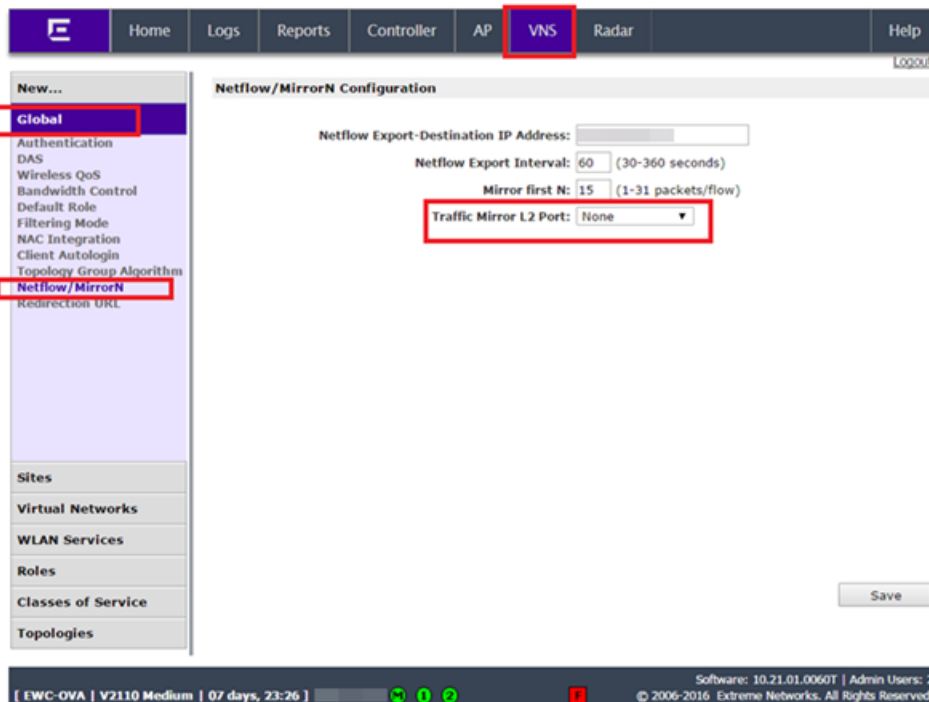 E Home Logs Reports Controller AP VNS Radar Help
Logout
New...
Global
Authentication
DAS
Wireless QoS
Bandwidth Control
Default Role
Filtering Mode
NAC Integration
Client Autologin
Topology Group Algorithm
Netflow/MirrorN
Redirection URL
Sites
Virtual Networks
WLAN Services
Roles
Classes of Service
Topologies
Netflow/MirrorN Configuration
Netflow Export-Destination IP Address:
Netflow Export Interval: 60 (30-360 seconds)
Mirror first N: 15 (1-31 packets/flow)
Traffic Mirror L2 Port: None
Save
[ EWC-OVA | V2110 Medium | 07 days, 23:26 ] M 1 2 F
Software: 10.21.01.0060T | Admin Users:
© 2006-2016 Extreme Networks. All Rights Reserved